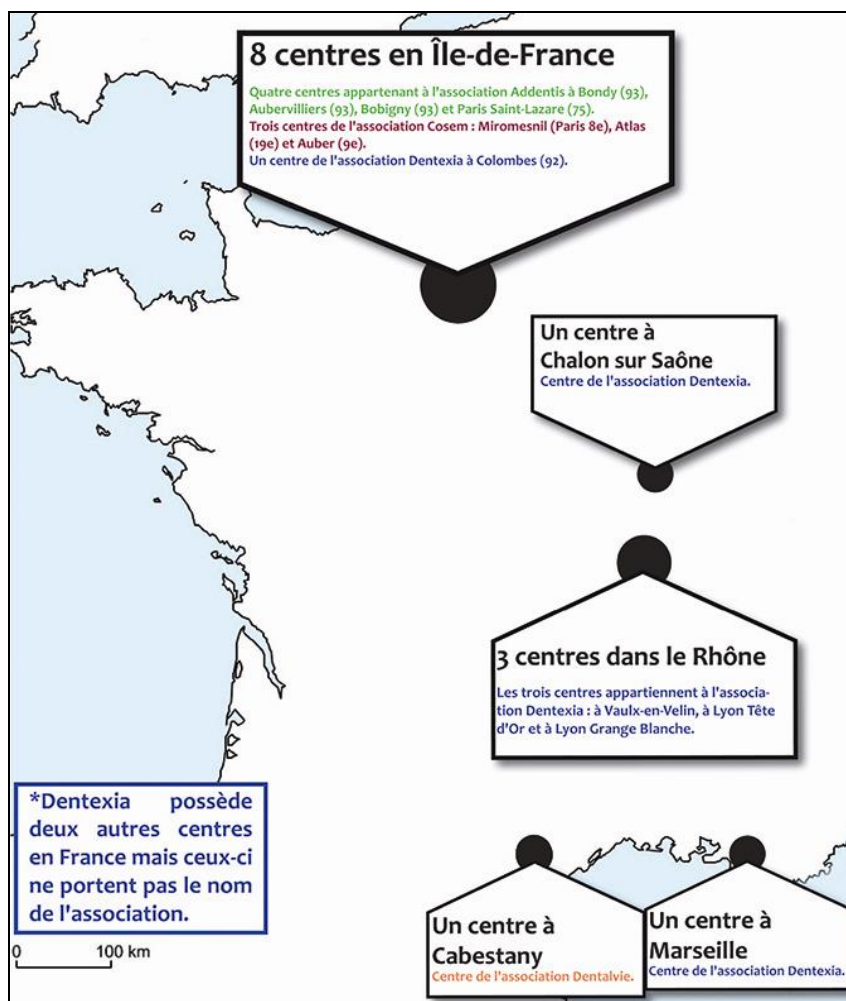 8 centres en Île-de-France
Quatre centres appartenant à l'association Addentis à Bondy (93),
Aubervilliers (93), Bobigny (93) et Paris Saint-Lazare (75).
Trois centres de l'association Cosem : Miromesnil (Paris 8e), Atlas
(19e) et Auber (9e).
Un centre de l'association Dentexia à Colombes (92).
Un centre à
Chalon sur Saône
Centre de l'association Dentexia.
3 centres dans le Rhône
Les trois centres appartiennent à l'associa-
tion Dentexia : à Vaulx-en-Velin, à Lyon Tête
d'Or et à Lyon Grange Blanche.
*Dentexia possède
deux autres centres
en France mais ceux-ci
ne portent pas le nom
de l'association.
0 100 km
Un centre à
Cabestany
Centre de l'association Dentalvie.
Un centre à
Marseille
Centre de l'association Dentexia.